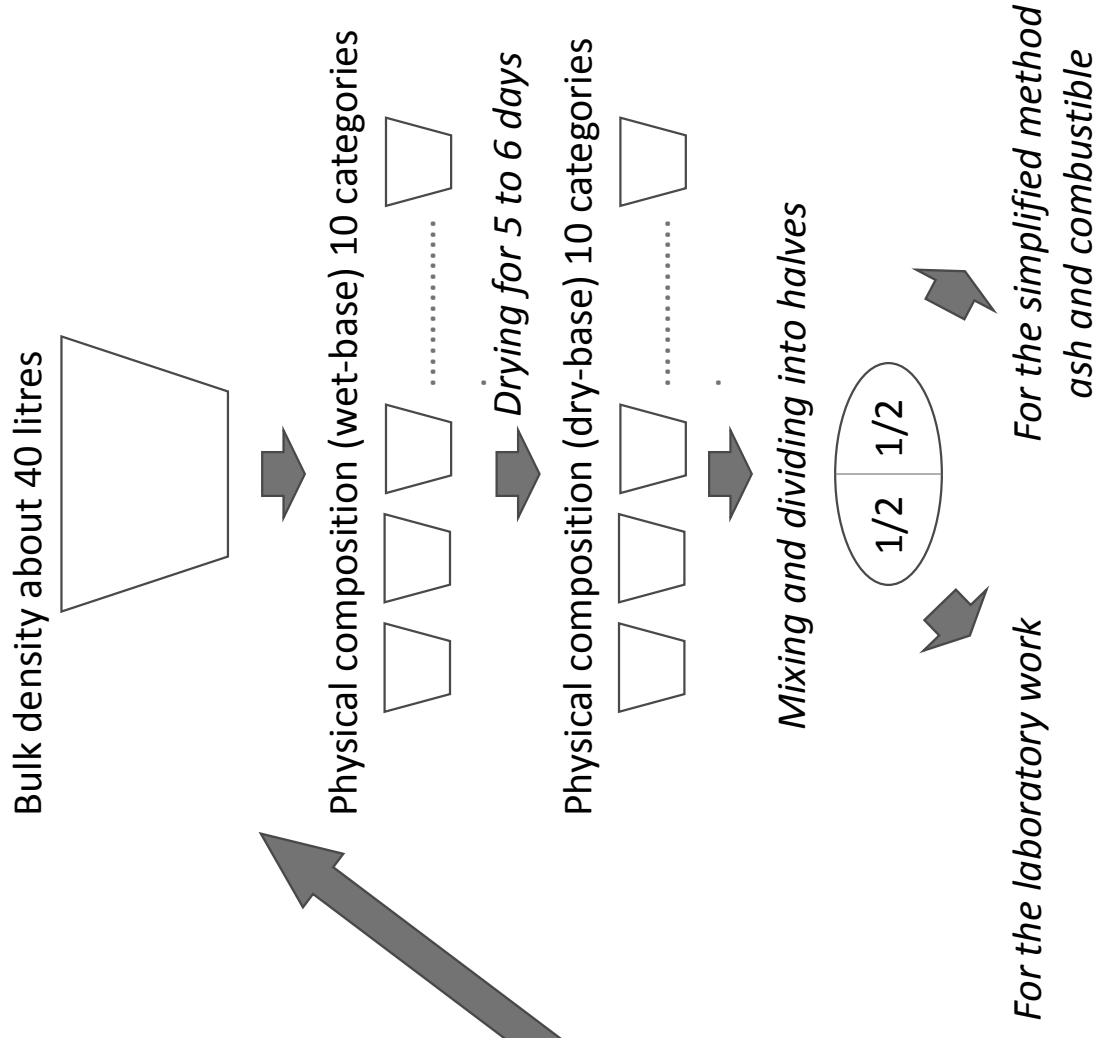 Bulk density about 40 litres
Physical composition (wet-base) 10 categories
Drying for 5 to 6 days
Physical composition (dry-base) 10 categories
Mixing and dividing into halves
1/2 1/2
For the laboratory work
For the simplified method
ash and combustible